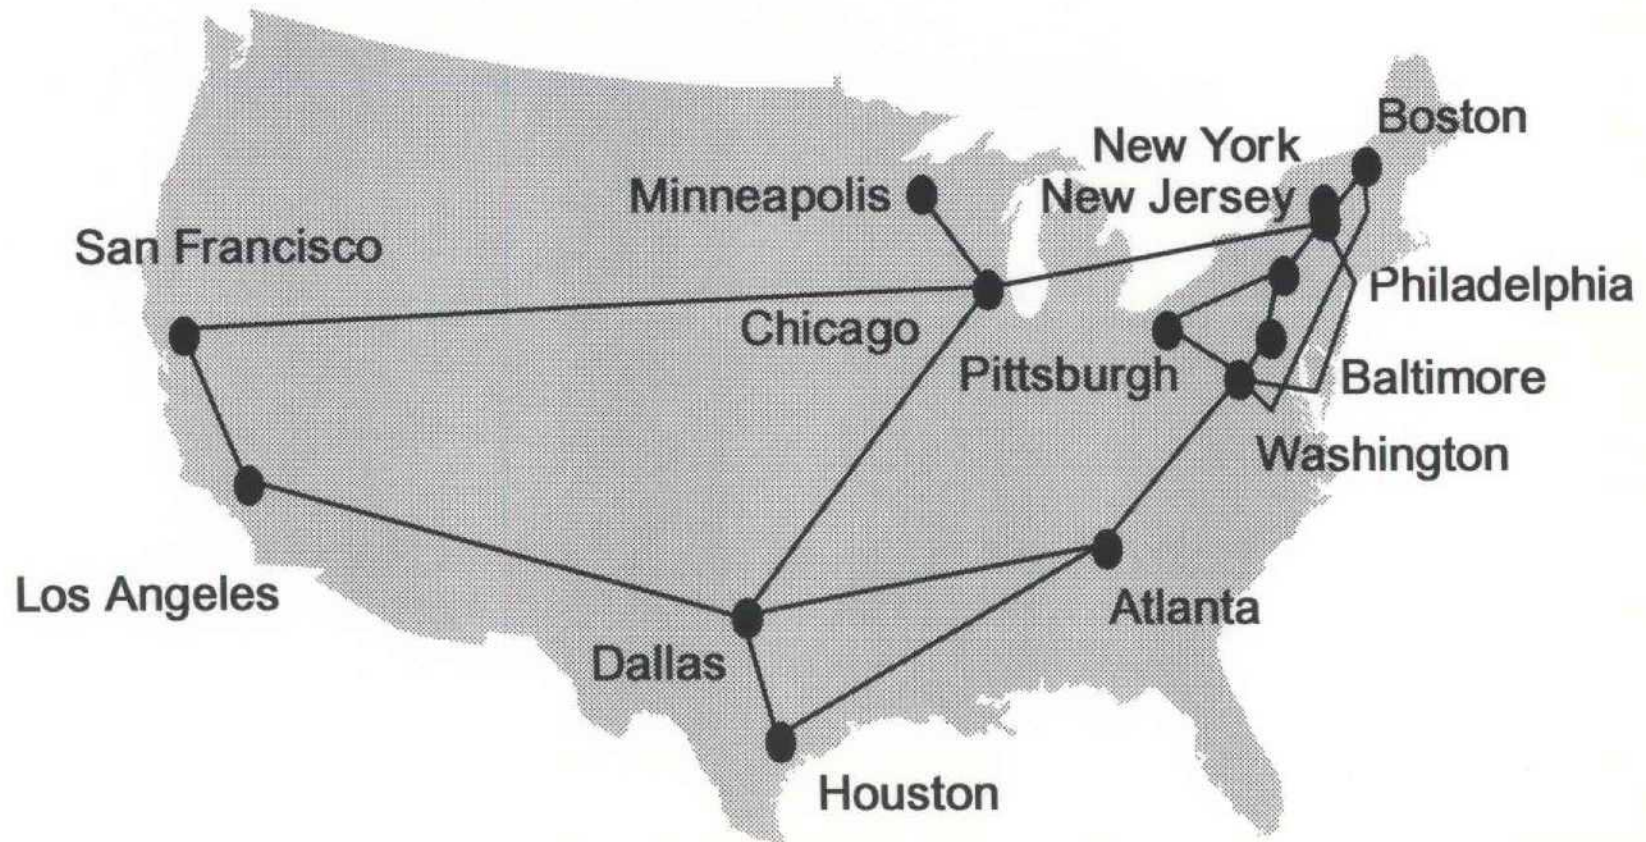 Boston
New York
New Jersey
Minneapolis
San Francisco
Philadelphia
Chicago
Pittsburgh
Baltimore
Washington
Los Angeles
Atlanta
Dallas
Houston